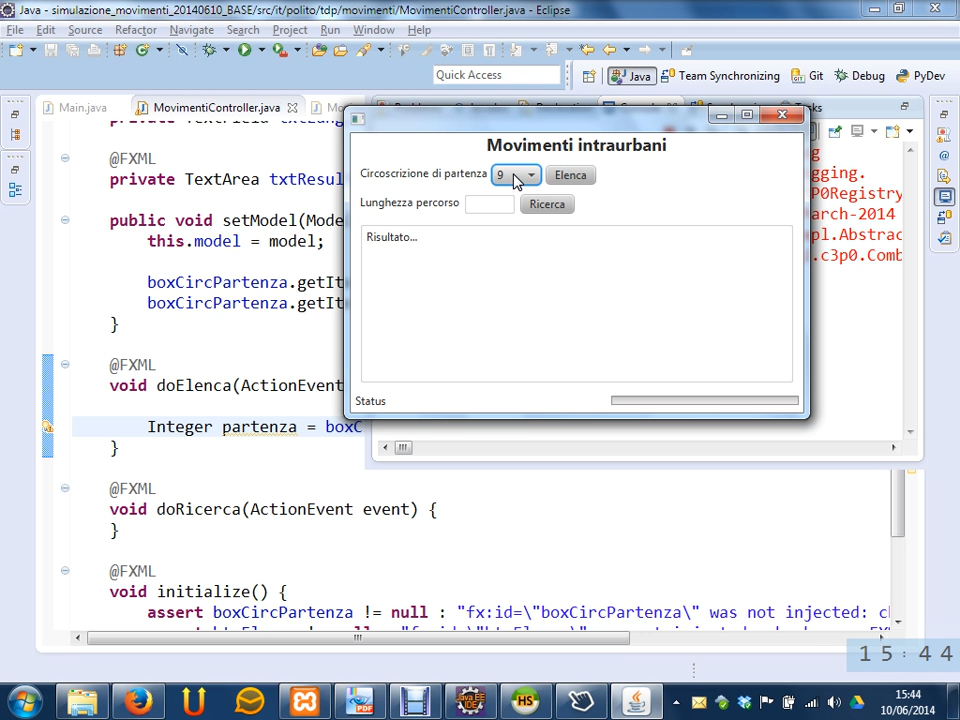 Java - simulazione_movimenti_20140610_BASE/src/it/polito/tdp/movimenti/MovimentiController.java - Eclipse
File Edit Source Refactor Navigate Search Project Run Window Help
Quick Access
Java Team Synchronizing Git Debug PyDev
Main.java MovimentiController.java
@FXML
private TextArea txtResul
public void setModel(Mode
this.model = model;
boxCircPartenza.getIte
boxCircPartenza.getIte
}
@FXML
void doElenca(ActionEvent
Integer partenza = boxC
}
@FXML
void doRicerca(ActionEvent event) {
}
@FXML
void initialize() {
assert boxCircPartenza != null : "fx:id=\"boxCircPartenza\" was not injected: c
Movimenti intraurbani
Circoscrizione di partenza 9 Elenca
Lunghezza percorso Ricerca
Risultato...
Status
gging.
P0Registry
arch-2014
pl.Abstrac
.c3p0.Comb
15:44
15:44
10/06/2014